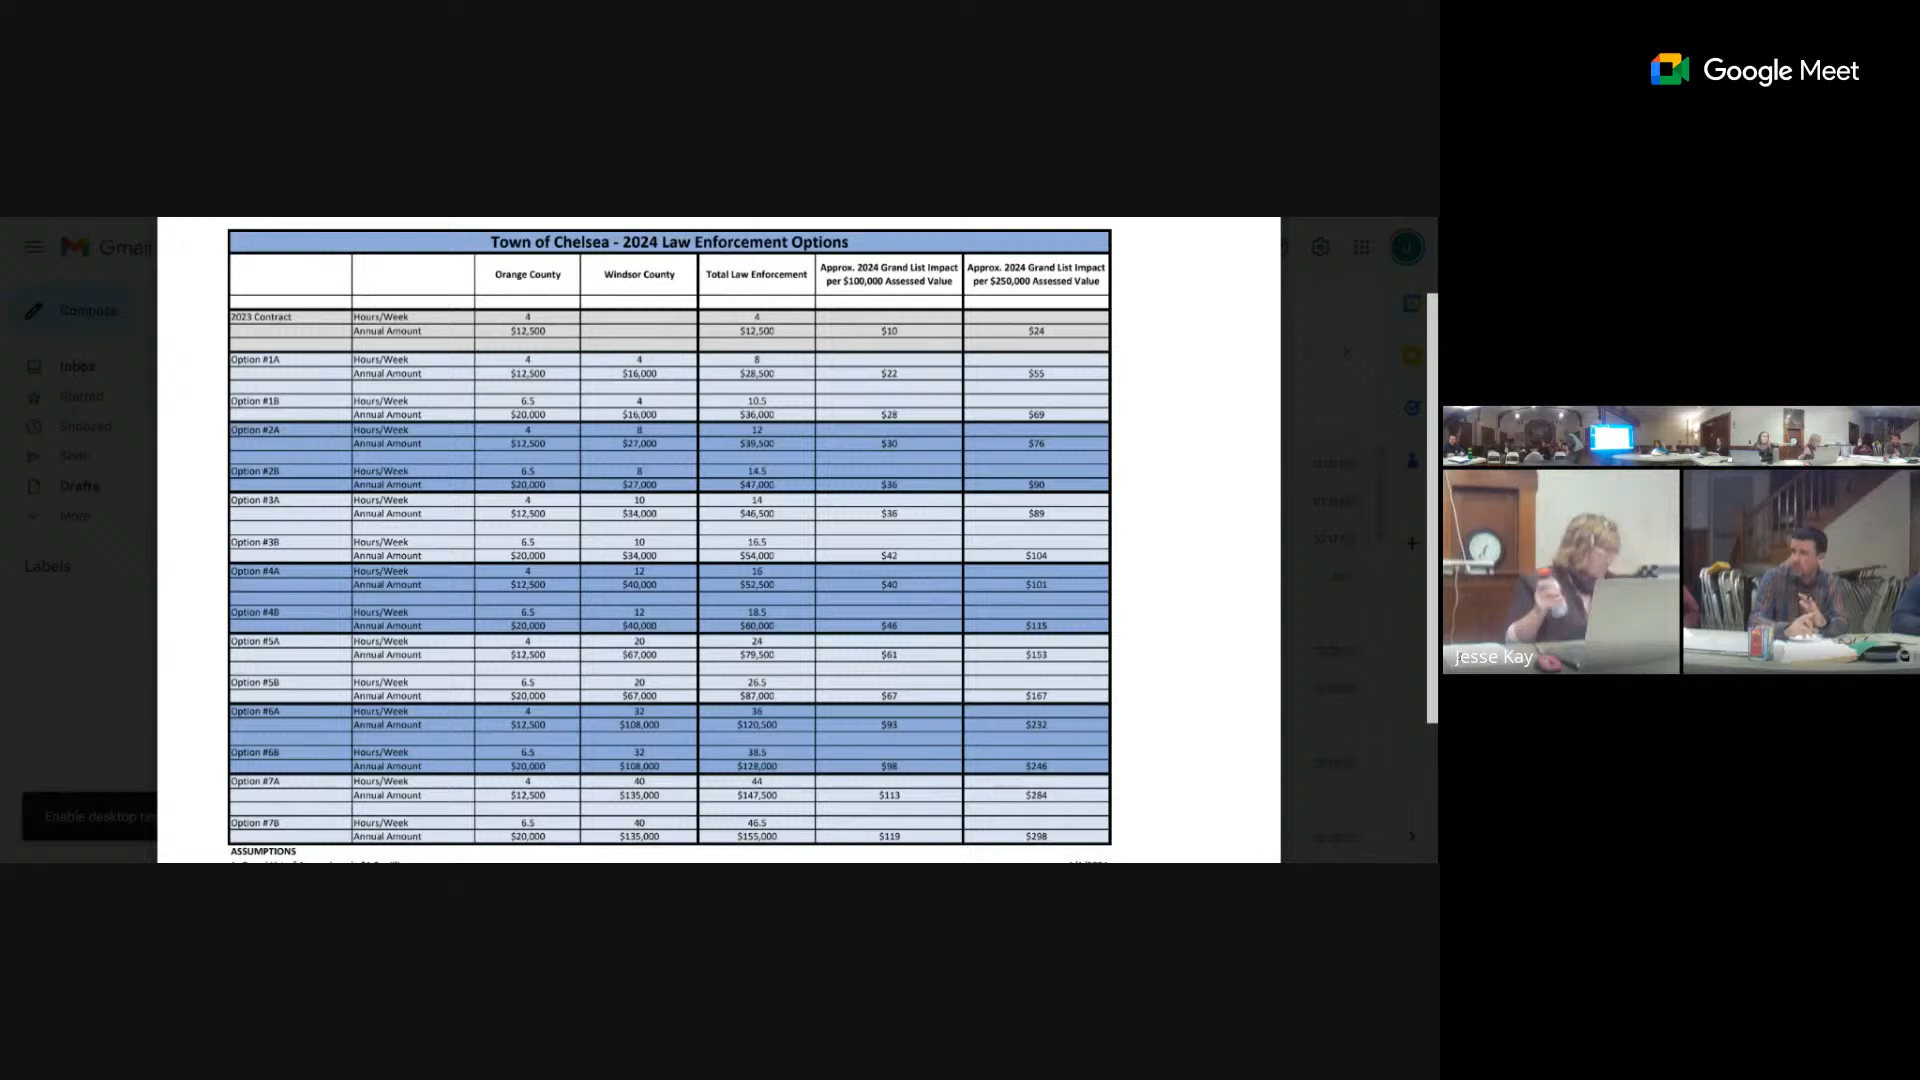 Google Meet
Gmail
Compose
Inbox
Starred
Snoozed
Sent
Drafts
More
Labels
Enable desktop
Town of Chelsea - 2024 Law Enforcement Options
Orange County Windsor County Total Law Enforcement Approx. 2024 Grand List Impact per $100,000 Assessed Value Approx. 2024 Grand List Impact per $250,000 Assessed Value
2023 Contract Hours/Week 4 4
Annual Amount $12,500 $12,500 $10 $24
Option #1A Hours/Week 4 4 8
Annual Amount $12,500 $16,000 $28,500 $22 $55
Option #1B Hours/Week 6.5 4 10.5
Annual Amount $20,000 $16,000 $36,000 $28 $69
Option #2A Hours/Week 4 8 12
Annual Amount $12,500 $27,000 $39,500 $30 $76
Option #2B Hours/Week 6.5 8 14.5
Annual Amount $20,000 $27,000 $47,000 $36 $90
Option #3A Hours/Week 4 10 14
Annual Amount $12,500 $34,000 $46,500 $36 $89
Option #3B Hours/Week 6.5 10 16.5
Annual Amount $20,000 $34,000 $54,000 $42 $104
Option #4A Hours/Week 4 12 16
Annual Amount $12,500 $40,000 $52,500 $40 $101
Option #4B Hours/Week 6.5 12 18.5
Annual Amount $20,000 $40,000 $60,000 $46 $115
Option #5A Hours/Week 4 20 24
Annual Amount $12,500 $67,000 $79,500 $61 $153
Option #5B Hours/Week 6.5 20 26.5
Annual Amount $20,000 $67,000 $87,000 $67 $167
Option #6A Hours/Week 4 32 36
Annual Amount $12,500 $108,000 $120,500 $93 $232
Option #6B Hours/Week 6.5 32 38.5
Annual Amount $20,000 $108,000 $128,000 $98 $246
Option #7A Hours/Week 4 40 44
Annual Amount $12,500 $135,000 $147,500 $113 $284
Option #7B Hours/Week 6.5 40 46.5
Annual Amount $20,000 $135,000 $155,000 $119 $298
ASSUMPTIONS
Jesse Kay